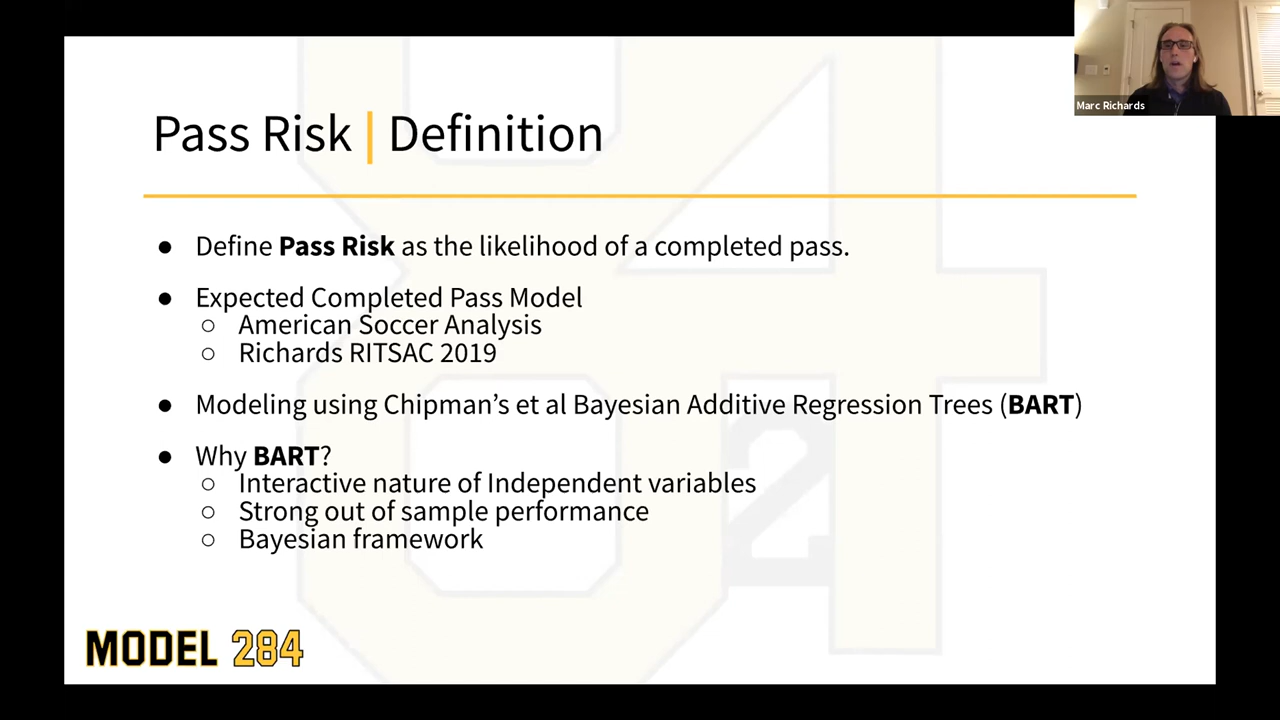 Marc Richards
Pass Risk | Definition
● Define Pass Risk as the likelihood of a completed pass.
● Expected Completed Pass Model
○ American Soccer Analysis
○ Richards RITSAC 2019
● Modeling using Chipman’s et al Bayesian Additive Regression Trees (BART)
● Why BART?
○ Interactive nature of Independent variables
○ Strong out of sample performance
○ Bayesian framework
MODEL 284
284